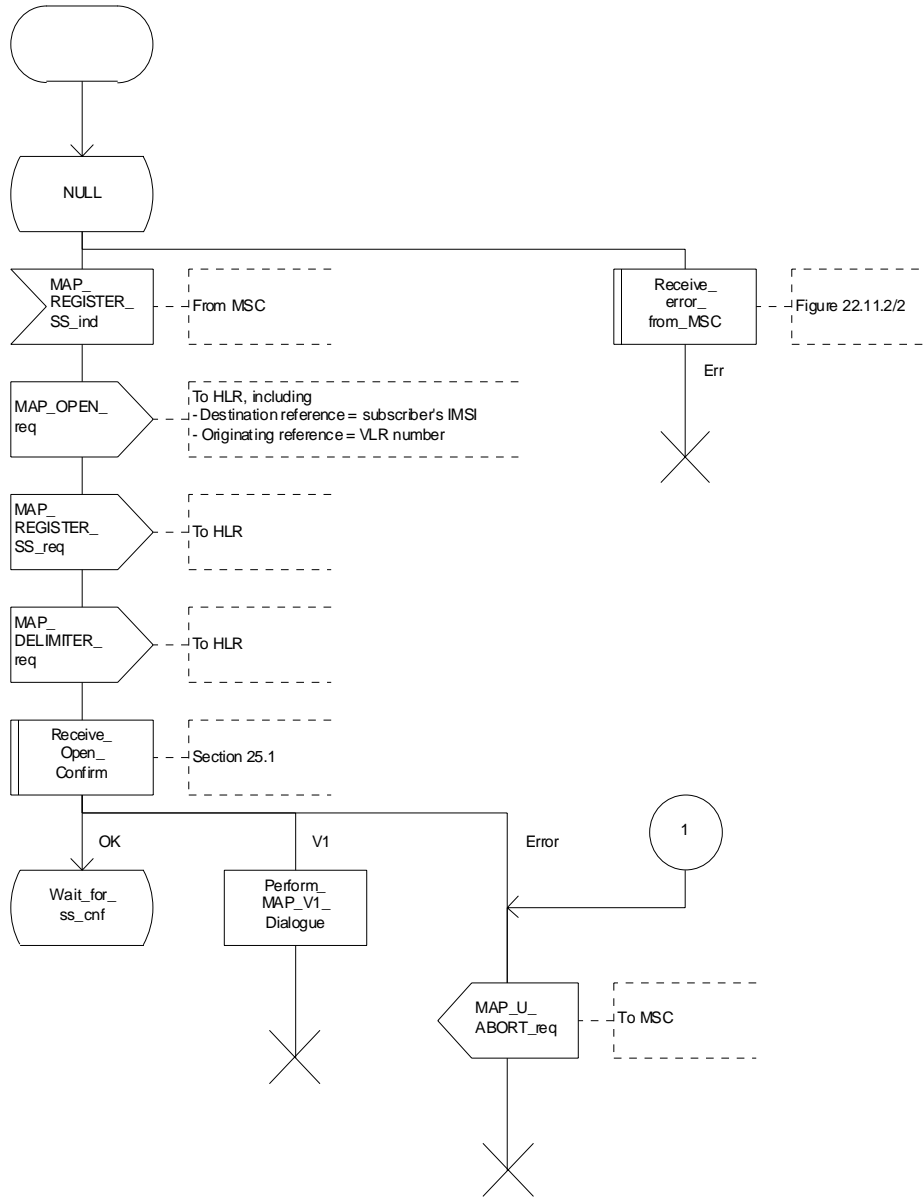 NULL
MAP_
REGISTER_
SS_ind
From MSC
Receive_
error_
from_MSC
Figure 22.11.2/2
Err
MAP_OPEN_
req
To HLR, including
- Destination reference = subscriber's IMSI
- Originating reference = VLR number
MAP_
REGISTER_
SS_req
To HLR
MAP_
DELIMITER_
req
To HLR
Receive_
Open_
Confirm
Section 25.1
OK
V1
Error
1
Wait_for_
ss_cnf
Perform_
MAP_V1_
Dialogue
MAP_U_
ABORT_req
To MSC